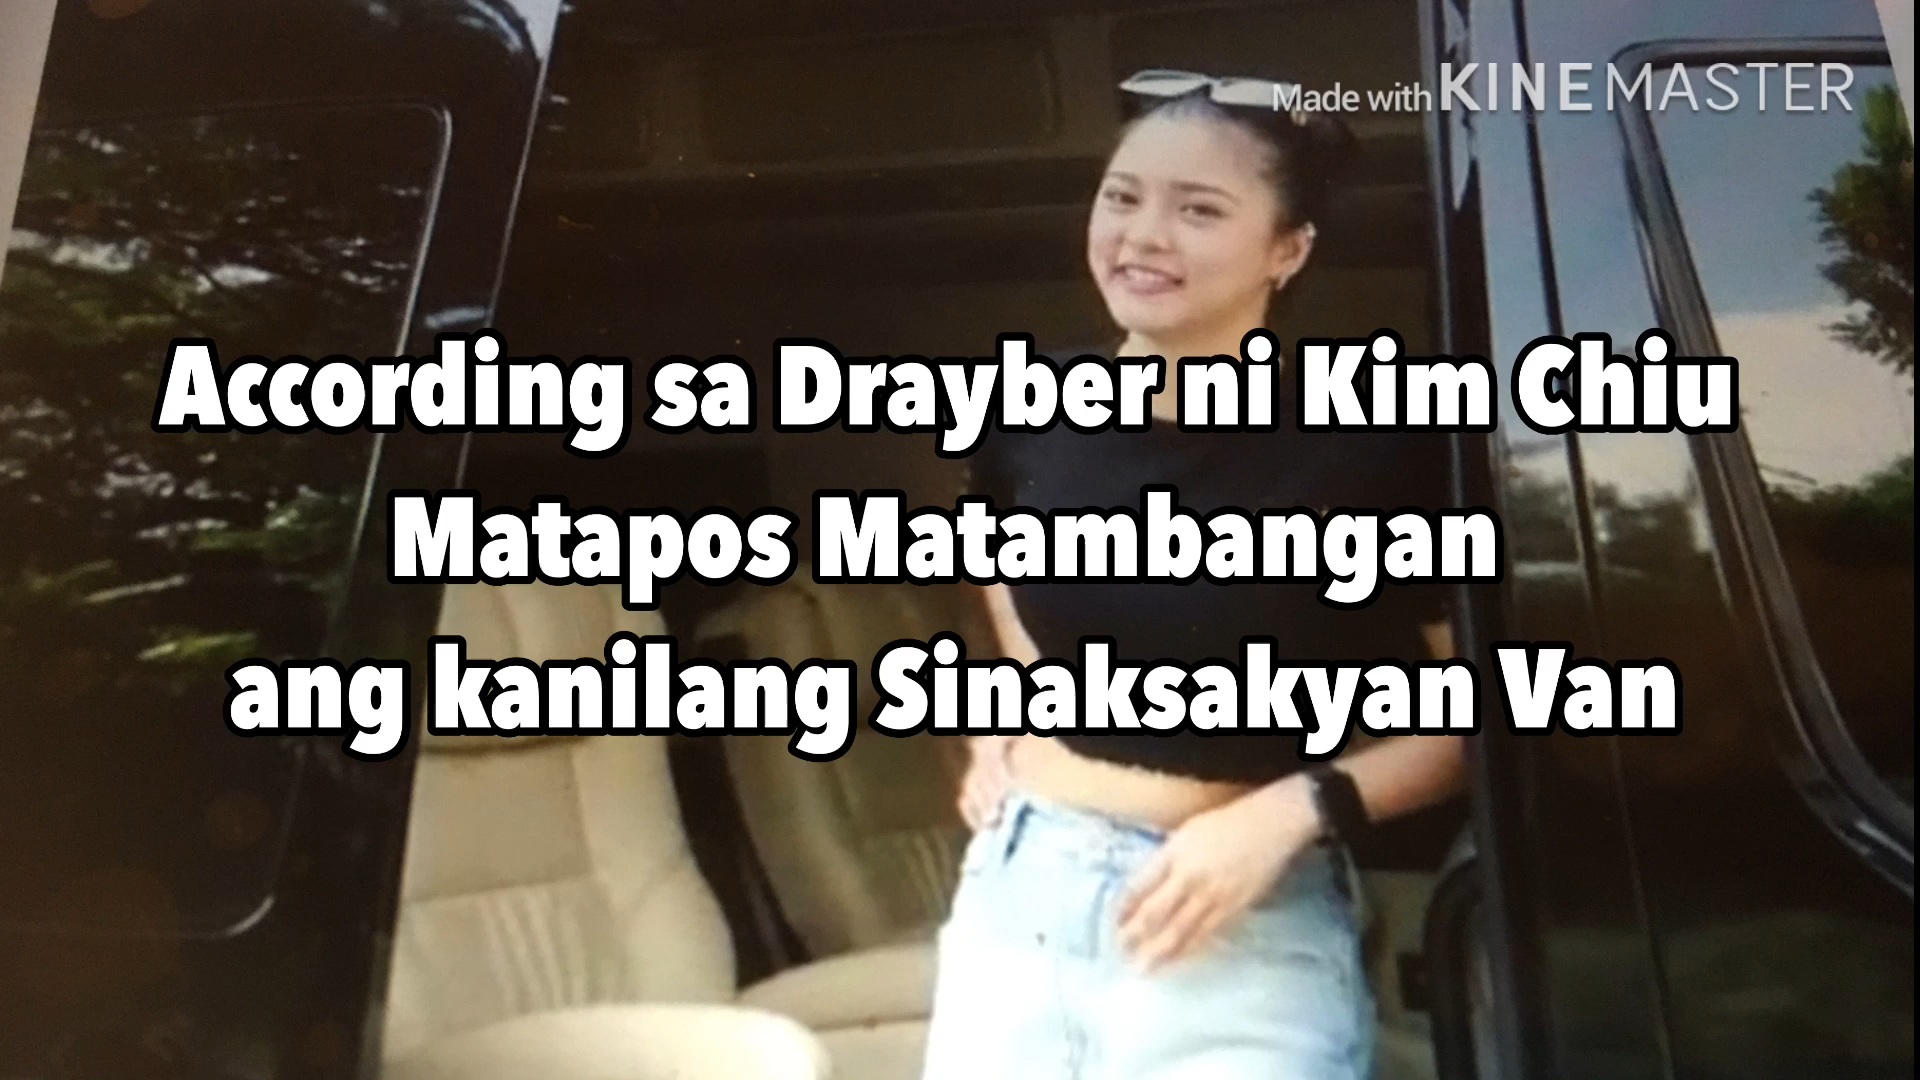 Made with KINEMASTER
According sa Drayber ni Kim Chiu
Matapos Matambangan
ang kanilang Sinaksakyan Van